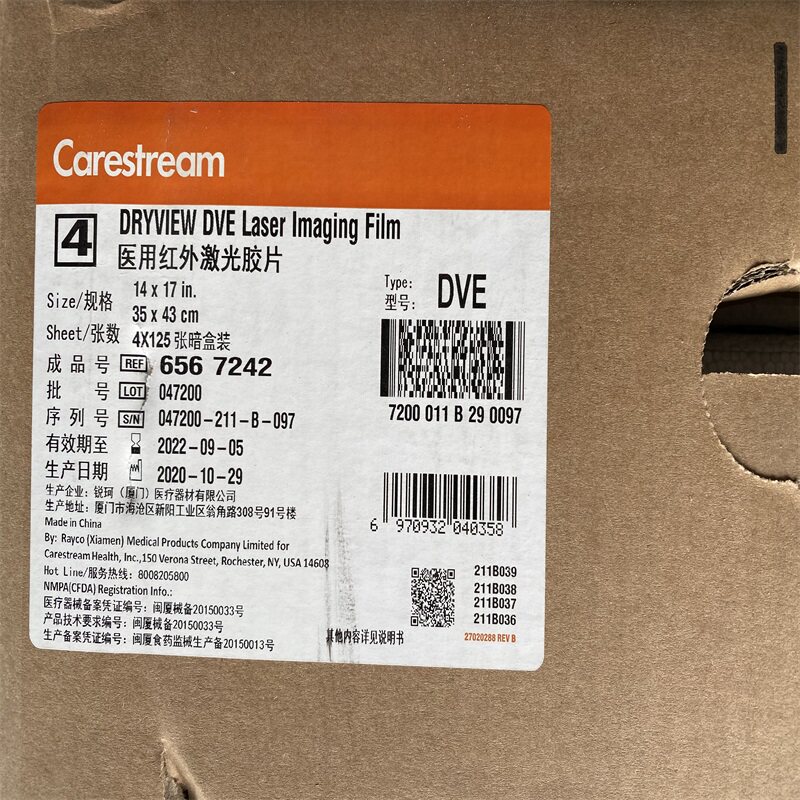 Carestream
4
DRYVIEW DVE Laser Imaging Film
医用红外激光胶片
Size/规格 14 x 17 in.
35 x 43 cm
Sheet/张数 4X125 张暗盒装
Type:
型号: DVE
成品号 REF 656 7242
批号 LOT 047200
序列号 S/N 047200-211-B-097
有效期至 2022-09-05
生产日期 2020-10-29
7200 011 B 29 0097
生产企业: 锐珂（厦门）医疗器材有限公司
生产地址: 厦门市海沧区新阳工业区翁角路308号91号楼
Made in China
By: Rayco (Xiamen) Medical Products Company Limited for
Carestream Health, Inc.,150 Verona Street, Rochester, NY, USA 14608
Hot Line/服务热线: 8008205800
NMPA(CFDA) Registration Info.:
医疗器械备案凭证编号: 闽厦械备20150033号
产品技术要求编号: 闽厦械备20150033号
生产备案凭证编号: 闽厦食药监械生产备20150013号
6 970932 040358
211B039
211B038
211B037
211B036
其他内容详见说明书
27020288 REV B